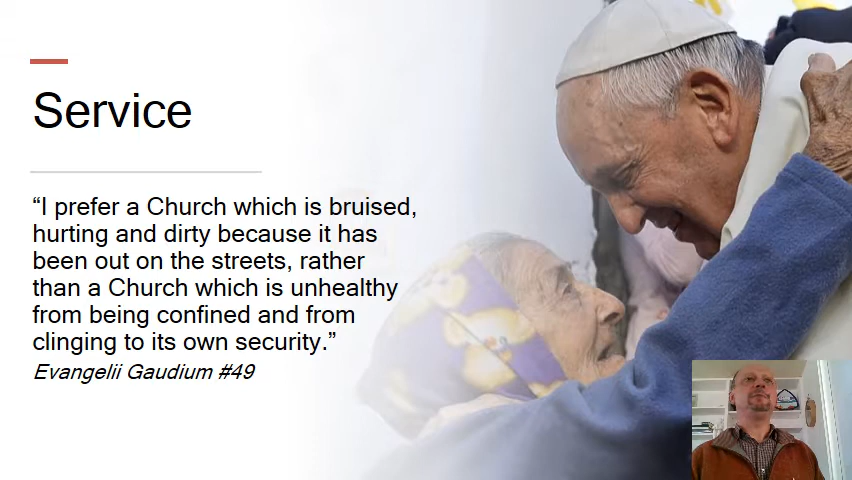 Service
“I prefer a Church which is bruised,
hurting and dirty because it has
been out on the streets, rather
than a Church which is unhealthy
from being confined and from
clinging to its own security.”
Evangelii Gaudium #49